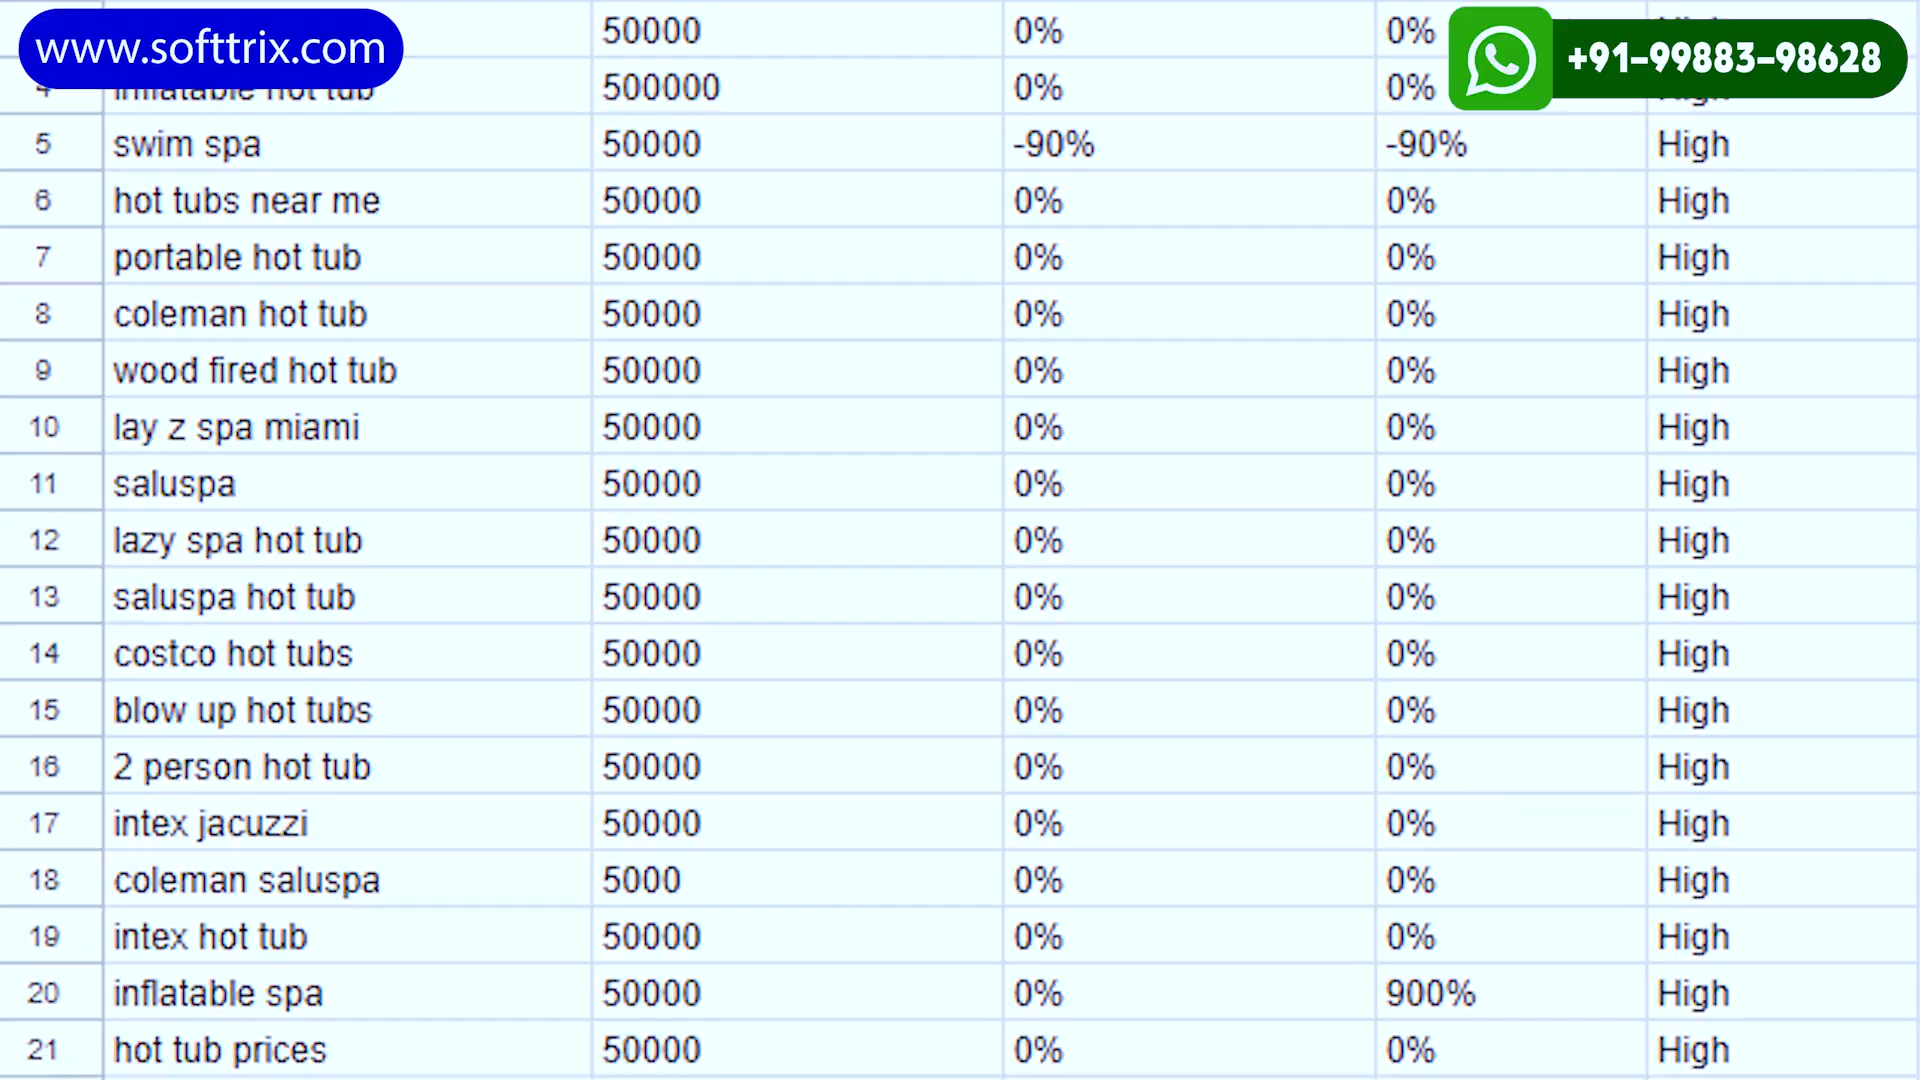 www.softtrix.com
+91-99883-98628
50000 0% 0%
4 inflatable hot tub 500000 0% 0% High
5 swim spa 50000 -90% -90% High
6 hot tubs near me 50000 0% 0% High
7 portable hot tub 50000 0% 0% High
8 coleman hot tub 50000 0% 0% High
9 wood fired hot tub 50000 0% 0% High
10 lay z spa miami 50000 0% 0% High
11 saluspa 50000 0% 0% High
12 lazy spa hot tub 50000 0% 0% High
13 saluspa hot tub 50000 0% 0% High
14 costco hot tubs 50000 0% 0% High
15 blow up hot tubs 50000 0% 0% High
16 2 person hot tub 50000 0% 0% High
17 intex jacuzzi 50000 0% 0% High
18 coleman saluspa 5000 0% 0% High
19 intex hot tub 50000 0% 0% High
20 inflatable spa 50000 0% 900% High
21 hot tub prices 50000 0% 0% High